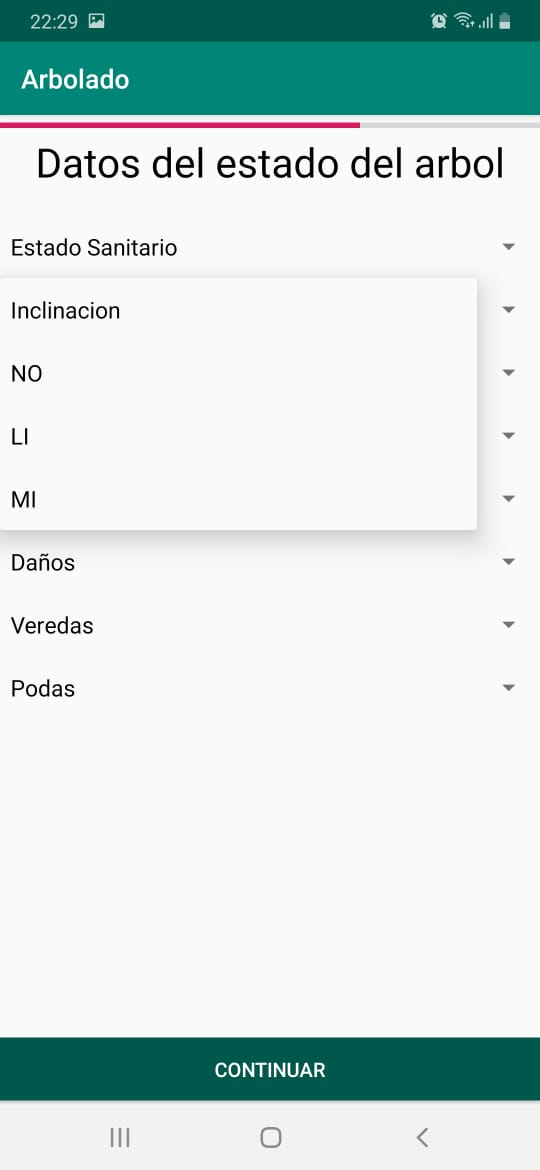 22:29
Arbolado
Datos del estado del arbol
Estado Sanitario
Inclinacion
NO
LI
MI
Daños
Veredas
Podas
CONTINUAR